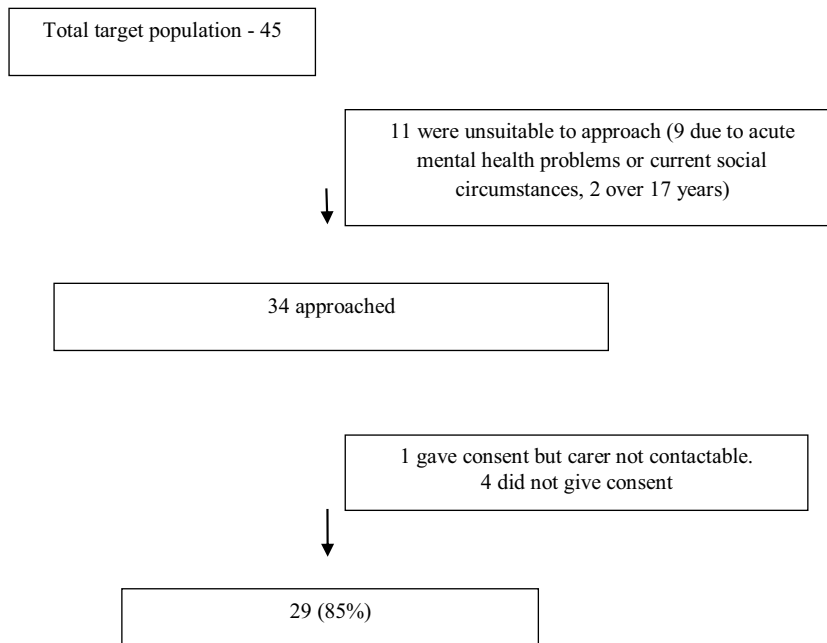 Total target population - 45
11 were unsuitable to approach (9 due to acute
mental health problems or current social
circumstances, 2 over 17 years)
34 approached
1 gave consent but carer not contactable.
4 did not give consent
29 (85%)